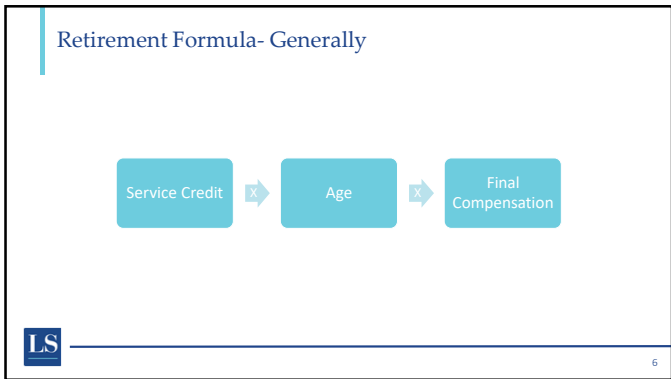 Retirement Formula- Generally
Service Credit
X
Age
X
Final
Compensation
LS
6